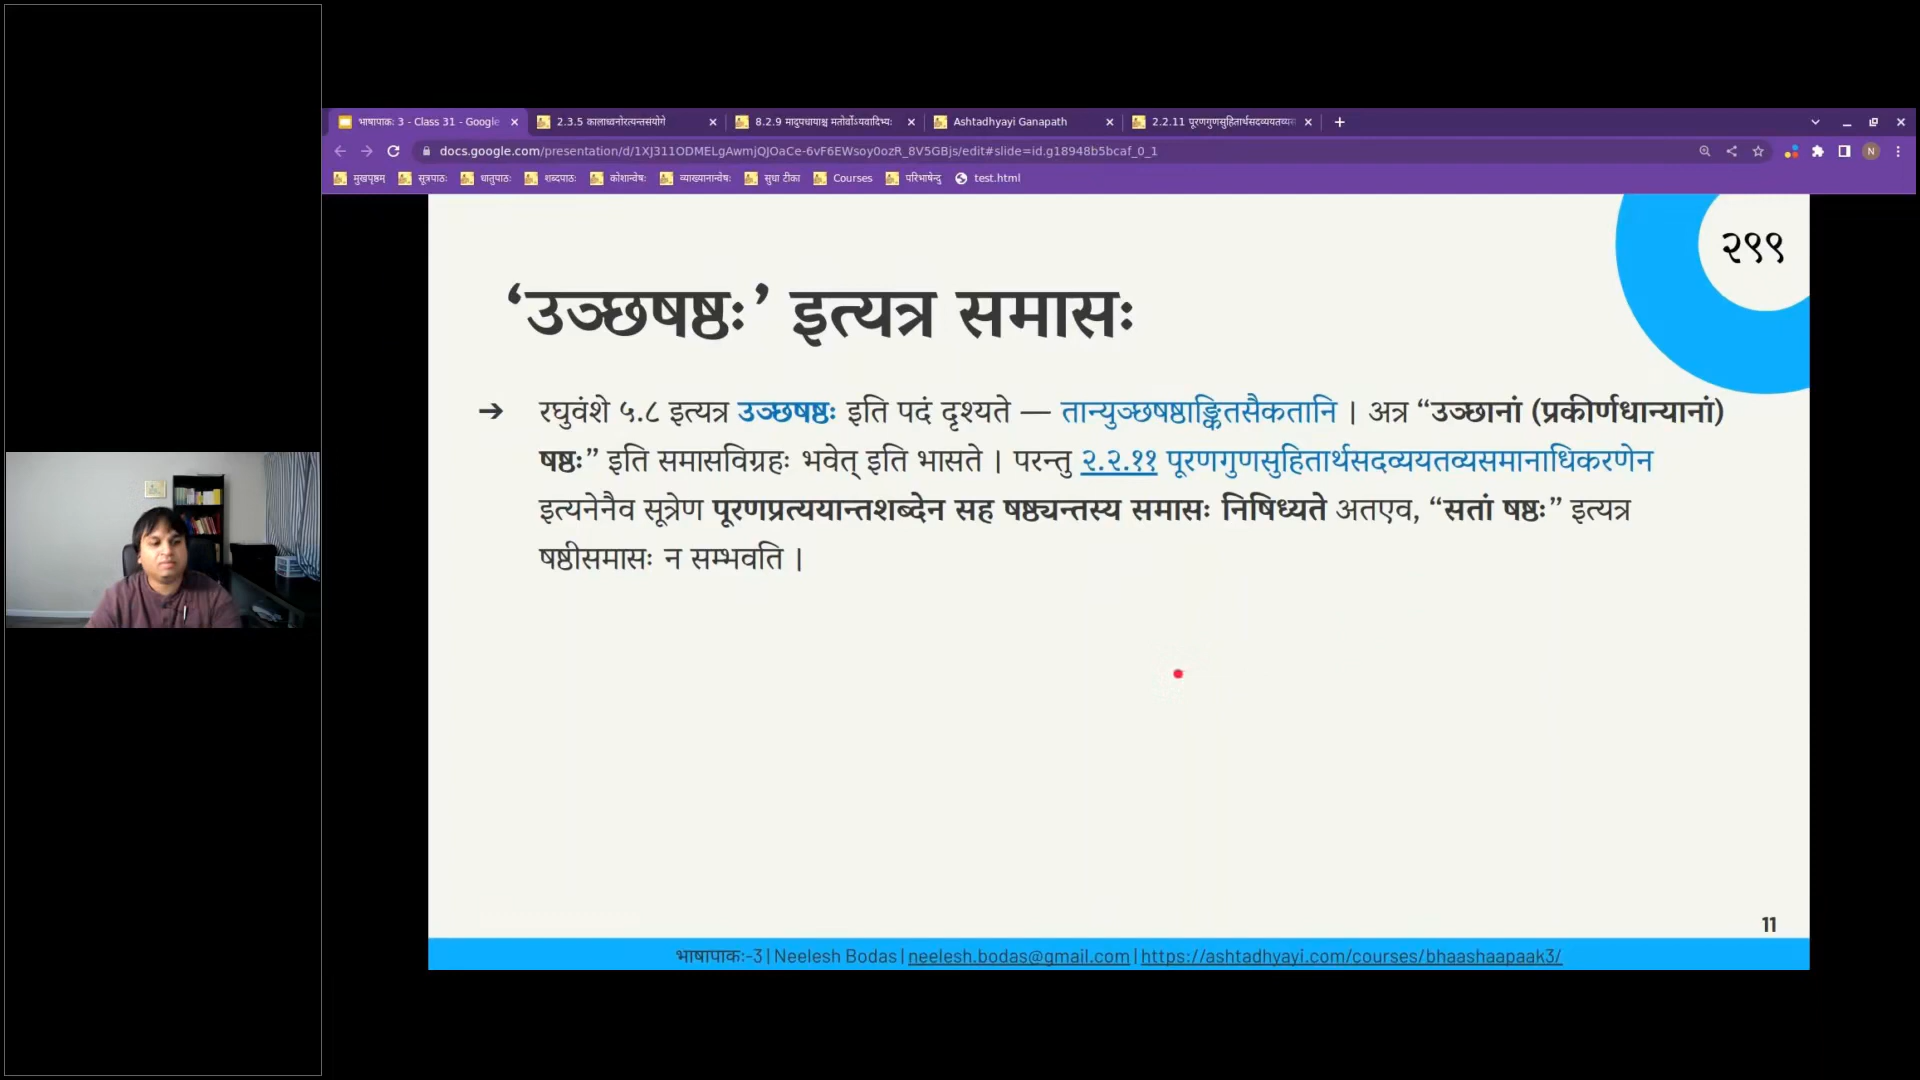 भाषापाकः 3 - Class 31 - Google
2.3.5 कालाध्वनोरत्यन्तसंयोगे
8.2.9 मादुपधायाश्च मतोर्वोऽयवादिभ्यः
Ashtadhyayi Ganapath
2.2.11 पूरणगुणसुहितार्थसदव्ययतव्यस
docs.google.com/presentation/d/1XJ311ODMELgAwmjQJOaCe-6vF6EWsoy0ozR_8V5GBjs/edit#slide=id.g18948b5bcaf_0_1
N
मुखपृष्ठम् सूत्रपाठः धातुपाठः शब्दपाठः कोशान्वेषः व्याख्यानान्वेषः सुधा टीका Courses परिभाषेन्दु test.html
२९९
‘उञ्छषष्ठः’ इत्यत्र समासः
➔ रघुवंशे ५.८ इत्यत्र उञ्छषष्ठः इति पदं दृश्यते — तान्युञ्छषष्ठाङ्कितसैकतानि | अत्र “उञ्छानां (प्रकीर्णधान्यानां)
षष्ठः” इति समासविग्रहः भवेत् इति भासते | परन्तु २.२.११ पूरणगुणसुहितार्थसदव्ययतव्यसमानाधिकरणेन
इत्यनेनैव सूत्रेण पूरणप्रत्ययान्तशब्देन सह षष्ठ्यन्तस्य समासः निषिध्यते अतएव, “सतां षष्ठः” इत्यत्र
षष्ठीसमासः न सम्भवति |
11
भाषापाकः-3 | Neelesh Bodas | neelesh.bodas@gmail.com | https://ashtadhyayi.com/courses/bhaashaapaak3/